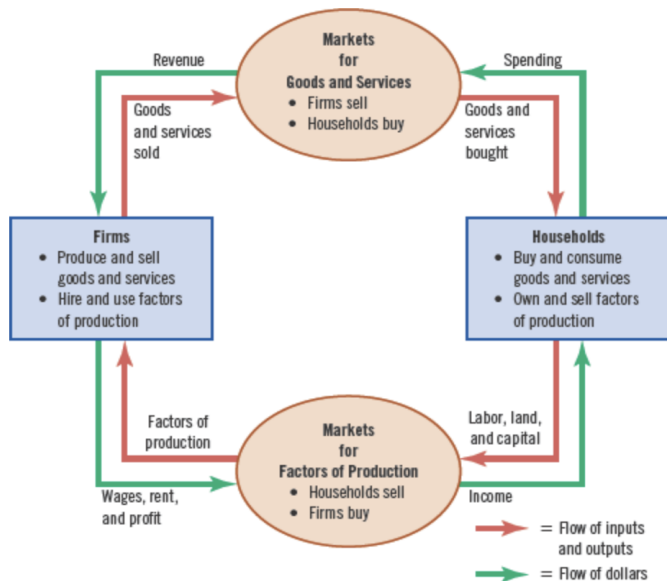 Markets
for
Goods and Services
• Firms sell
• Households buy
Revenue
Spending
Goods
and services
sold
Goods and
services
bought
Firms
• Produce and sell
goods and services
• Hire and use factors
of production
Households
• Buy and consume
goods and services
• Own and sell factors
of production
Factors of
production
Labor, land,
and capital
Markets
for
Factors of Production
• Households sell
• Firms buy
Wages, rent,
and profit
Income
= Flow of inputs
and outputs
= Flow of dollars